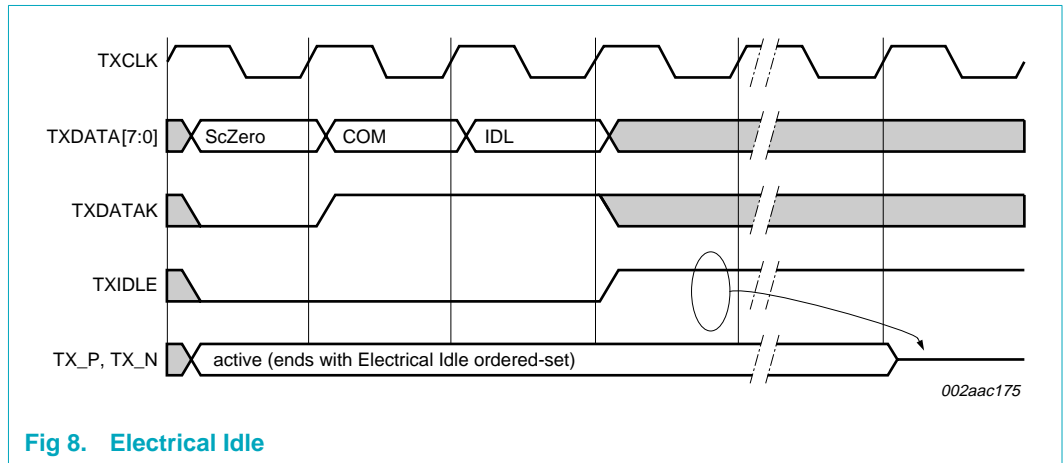 TXCLK
TXDATA[7:0] ScZero COM IDL
TXDATAK
TXIDLE
TX_P, TX_N active (ends with Electrical Idle ordered-set)
002aac175
Fig 8. Electrical Idle